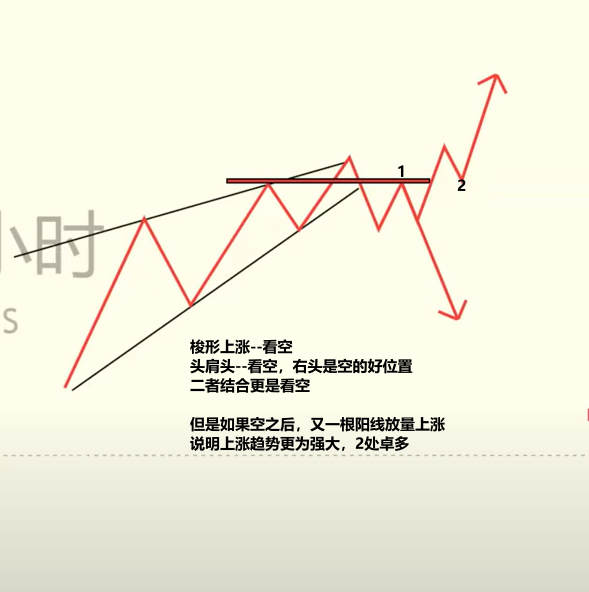 1
2
小时
S
梭形上涨--看空
头肩头--看空，右头是空的好位置
二者结合更是看空
但是如果空之后，又一根阳线放量上涨
说明上涨趋势更为强大，2处卓多